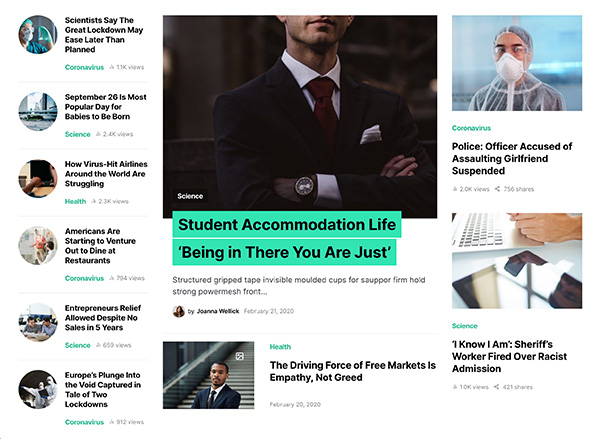 Scientists Say The
Great Lockdown May
Ease Later Than
Planned
Coronavirus 1.1K views
September 26 Is Most
Popular Day for
Babies to Be Born
Science 2.4K views
How Virus-Hit Airlines
Around the World Are
Struggling
Health 2.3K views
Americans Are
Starting to Venture
Out to Dine at
Restaurants
Coronavirus 794 views
Entrepreneurs Relief
Allowed Despite No
Sales in 5 Years
Science 659 views
Europe's Plunge Into
the Void Captured in
Tale of Two
Lockdowns
Coronavirus 912 views
Science
Student Accommodation Life
'Being in There You Are Just'
Structured gripped tape invisible moulded cups for sauppor firm hold
strong powermesh front...
by Joanna Wellick February 21, 2020
Health
The Driving Force of Free Markets Is
Empathy, Not Greed
February 20, 2020
Coronavirus
Police: Officer Accused of
Assaulting Girlfriend
Suspended
2.0K views 756 shares
Science
'I Know I Am': Sheriff's
Worker Fired Over Racist
Admission
1.0K views 421 shares